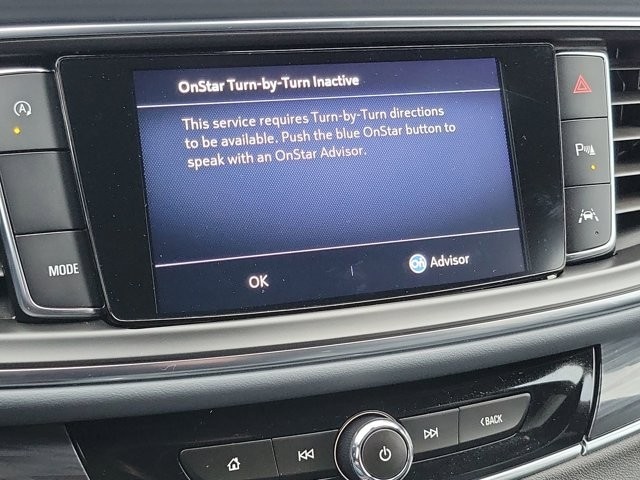 OnStar Turn-by-Turn Inactive
This service requires Turn-by-Turn directions
to be available. Push the blue OnStar button to
speak with an OnStar Advisor.
OK
On Advisor
A
MODE
P
BACK